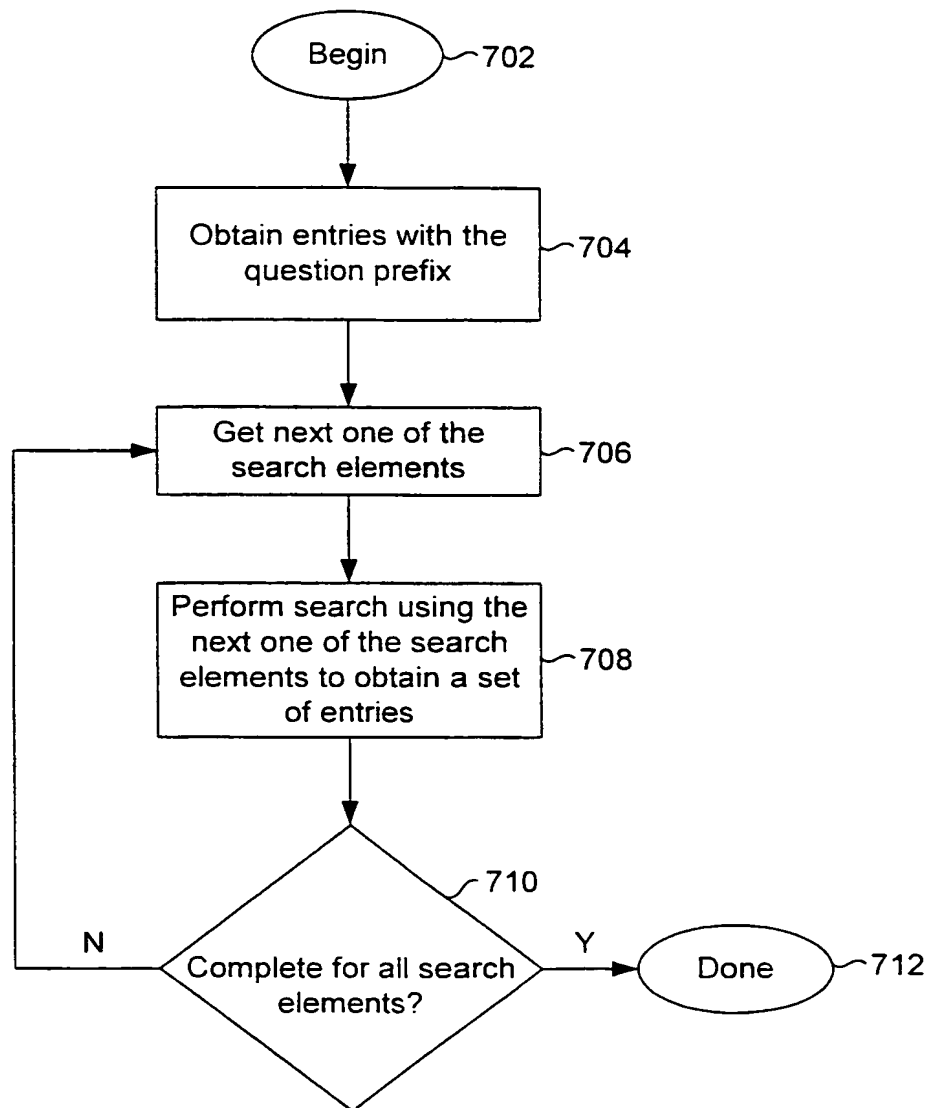 Begin
702
Obtain entries with the
question prefix
704
Get next one of the
search elements
706
Perform search using the
next one of the search
elements to obtain a set
of entries
708
710
N
Complete for all search
elements?
Y
Done
712